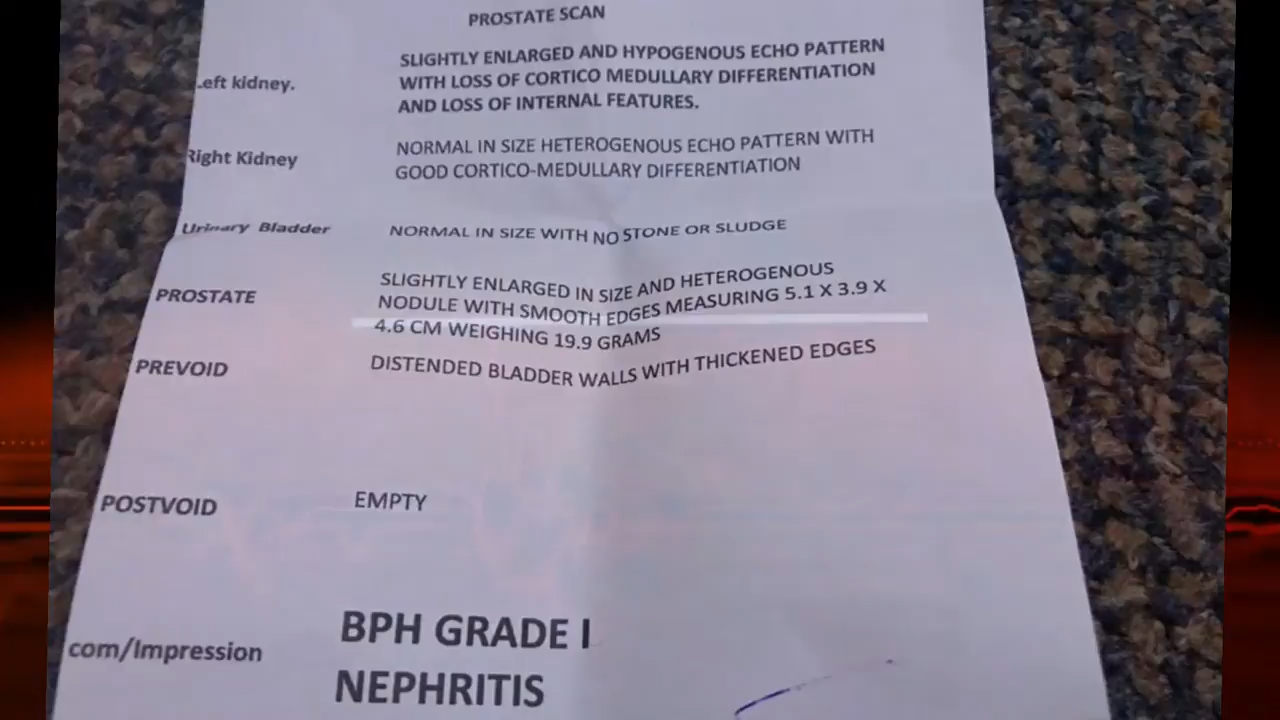 PROSTATE SCAN
Left kidney. SLIGHTLY ENLARGED AND HYPOGENOUS ECHO PATTERN
WITH LOSS OF CORTICO MEDULLARY DIFFERENTIATION
AND LOSS OF INTERNAL FEATURES.
Right Kidney NORMAL IN SIZE HETEROGENOUS ECHO PATTERN WITH
GOOD CORTICO-MEDULLARY DIFFERENTIATION
Urinary Bladder NORMAL IN SIZE WITH NO STONE OR SLUDGE
PROSTATE SLIGHTLY ENLARGED IN SIZE AND HETEROGENOUS
NODULE WITH SMOOTH EDGES MEASURING 5.1 X 3.9 X
4.6 CM WEIGHING 19.9 GRAMS
PREVOID DISTENDED BLADDER WALLS WITH THICKENED EDGES
POSTVOID EMPTY
com/Impression BPH GRADE I
NEPHRITIS